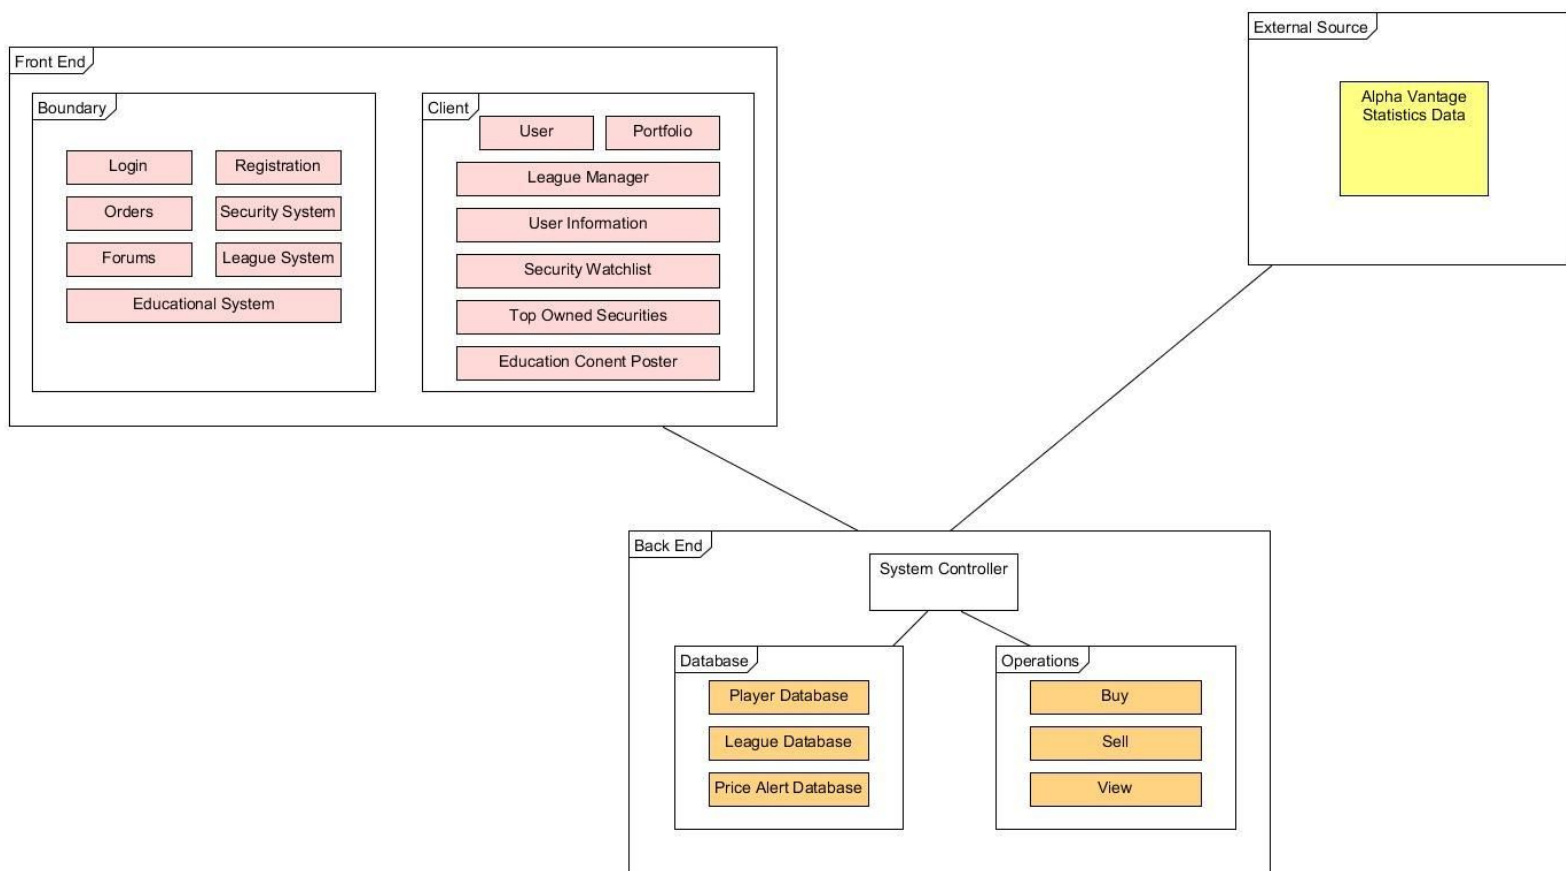 External Source
Alpha Vantage
Statistics Data
Front End
Boundary
Login
Registration
Orders
Security System
Forums
League System
Educational System
Client
User
Portfolio
League Manager
User Information
Security Watchlist
Top Owned Securities
Education Conent Poster
Back End
System Controller
Database
Player Database
League Database
Price Alert Database
Operations
Buy
Sell
View